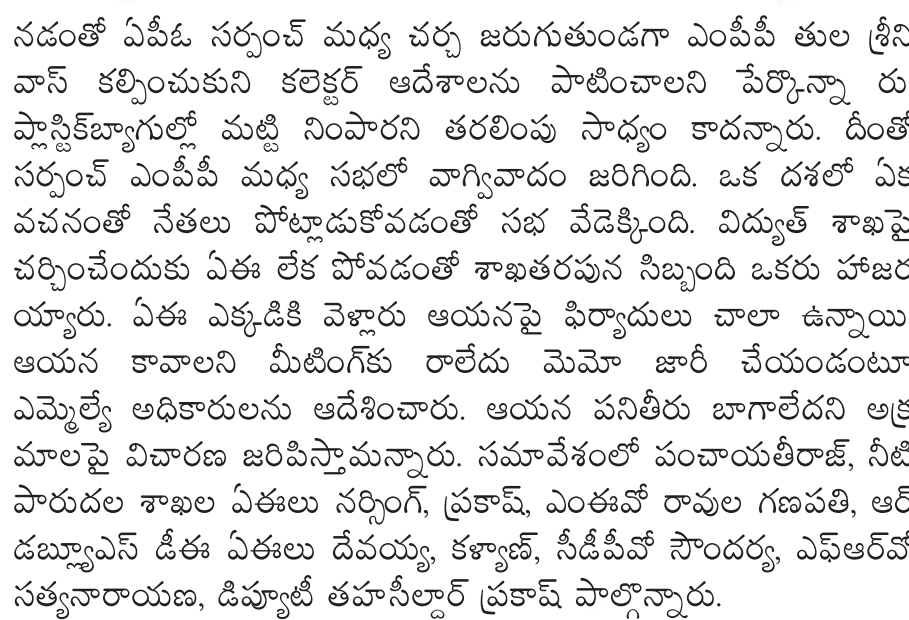 నడంతో ఏపీఓ సర్పంచ్ మధ్య చర్చ జరుగుతుండగా ఎంపీపీ తుల శ్రీని
వాస్ కల్పించుకుని కలెక్టర్ ఆదేశాలను పాటించాలని పేర్కొన్నా రు
ప్లాస్టిక్‌బ్యాగుల్లో మట్టి నింపారని తరలింపు సాధ్యం కాదన్నారు. దీంతో
సర్పంచ్ ఎంపీపీ మధ్య సభలో వాగ్వివాదం జరిగింది. ఒక దశలో ఏక
వచనంతో నేతలు పోట్లాడుకోవడంతో సభ వేడెక్కింది. విద్యుత్ శాఖపై
చర్చించేందుకు ఏఈ లేక పోవడంతో శాఖతరపున సిబ్బంది ఒకరు హాజర
య్యారు. ఏఈ ఎక్కడికి వెళ్లారు ఆయనపై ఫిర్యాదులు చాలా ఉన్నాయి
ఆయన కావాలని మీటింగ్‌కు రాలేదు మెమో జారీ చేయండంటూ
ఎమ్మెల్యే అధికారులను ఆదేశించారు. ఆయన పనితీరు బాగాలేదని అక్ర
మాలపై విచారణ జరిపిస్తామన్నారు. సమావేశంలో పంచాయతీరాజ్, నీటి
పారుదల శాఖల ఏఈలు నర్సింగ్, ప్రకాష్, ఎంఈవో రావుల గణపతి, ఆర్
డబ్ల్యూఎస్ డీఈ ఏఈలు దేవయ్య, కళ్యాణ్, సీడీపీవో సౌందర్య, ఎఫ్ఆర్‌వో
సత్యనారాయణ, డిప్యూటీ తహసీల్దార్ ప్రకాష్ పాల్గొన్నారు.